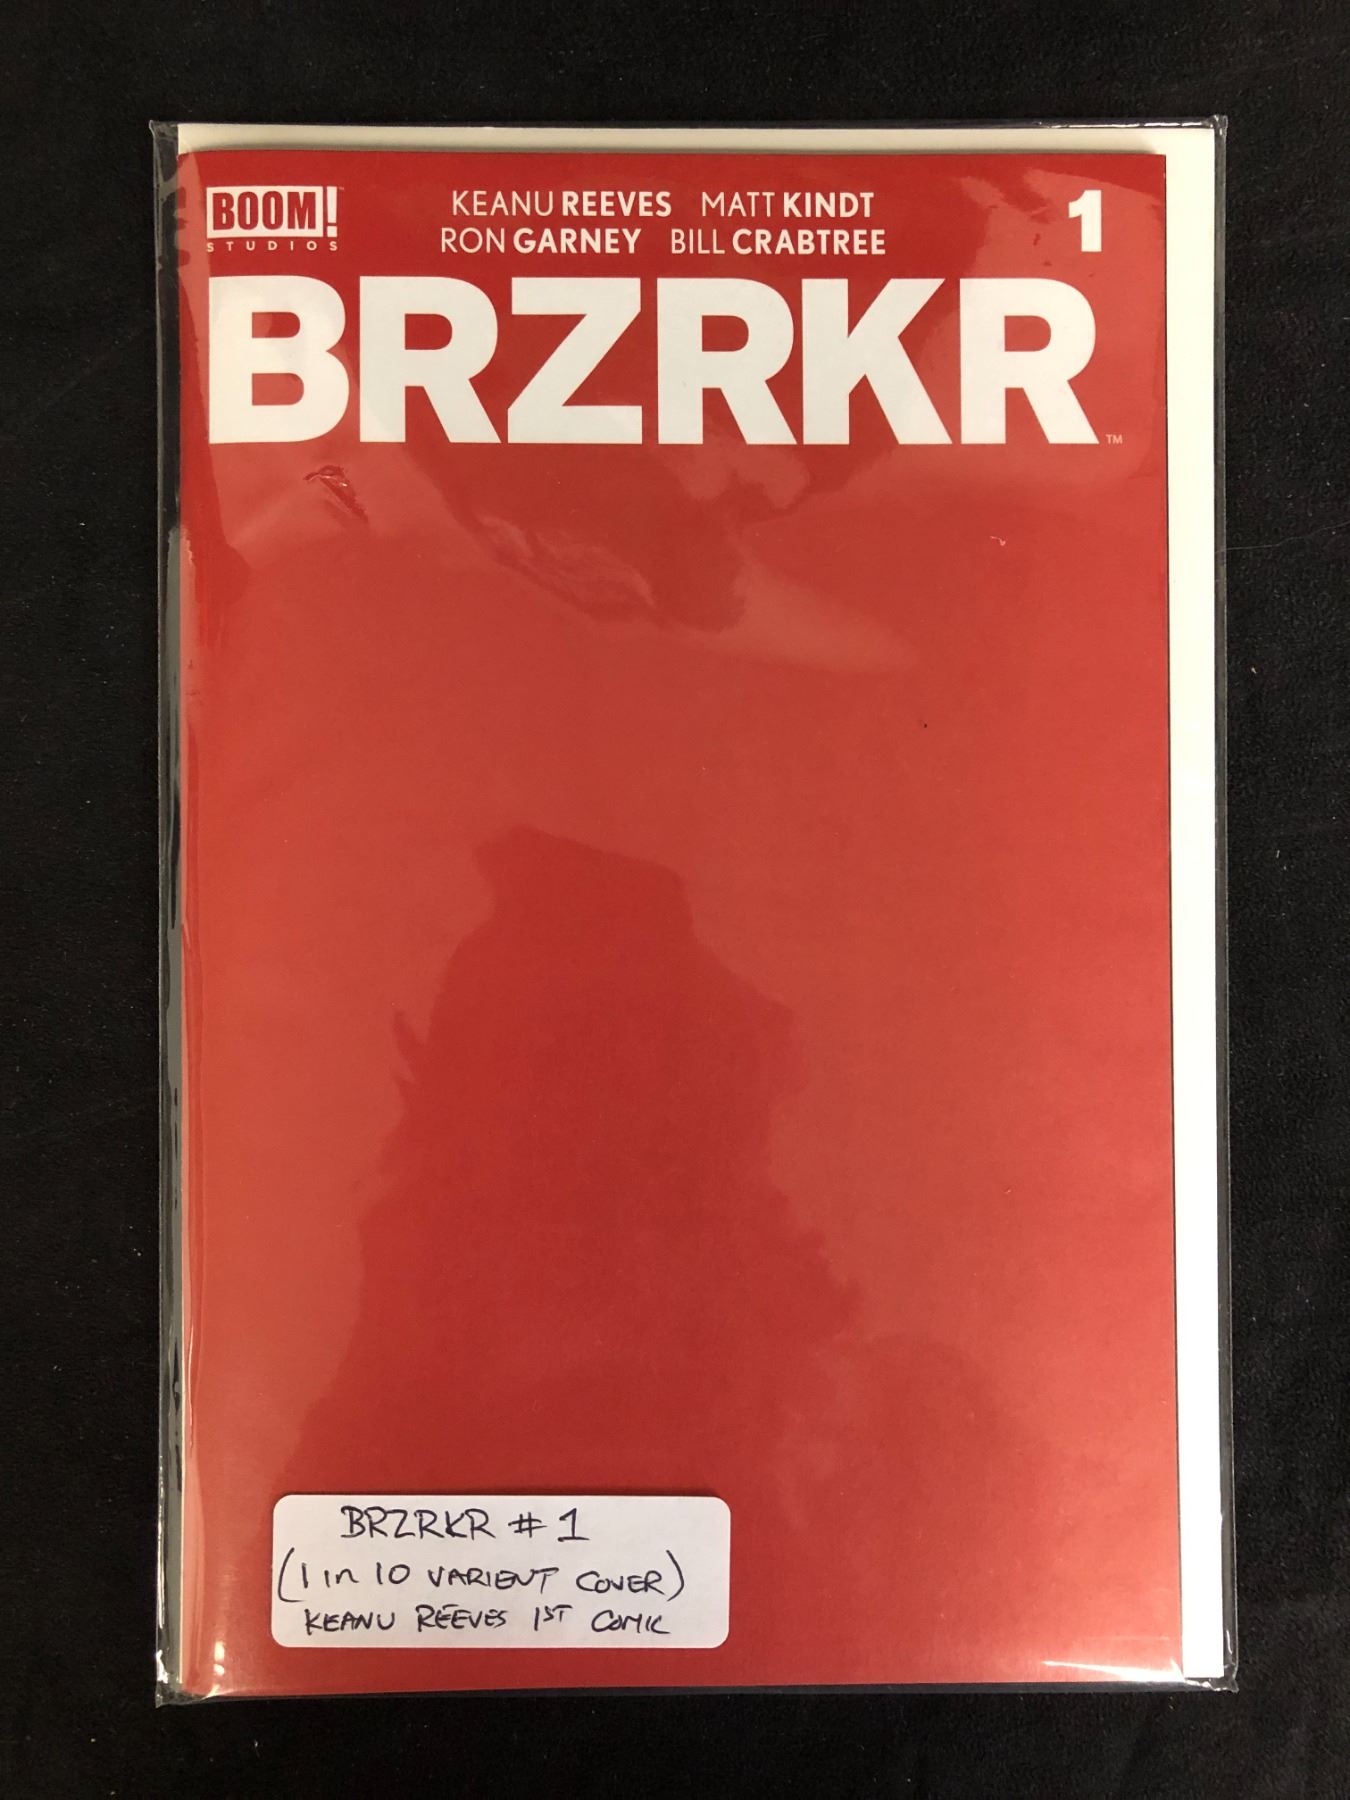 BOOM!™
STUDIOS
KEANU REEVES MATT KINDT
RON GARNEY BILL CRABTREE
1
BRZRKR™
BRZRKR # 1
(1 in 10 VARIENT COVER)
KEANU REEVES 1ST COMIC